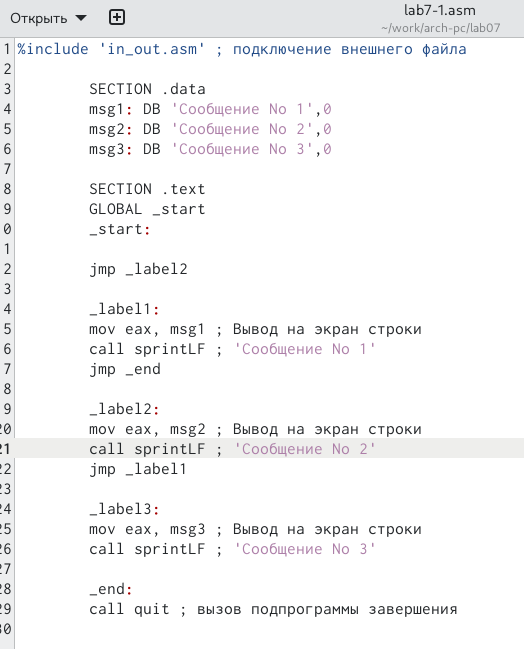 Открыть
lab7-1.asm
~/work/arch-pc/lab07
1 %include 'in_out.asm' ; подключение внешнего файла
2
3 SECTION .data
4 msg1: DB 'Сообщение No 1',0
5 msg2: DB 'Сообщение No 2',0
6 msg3: DB 'Сообщение No 3',0
7
8 SECTION .text
9 GLOBAL _start
0 _start:
1
2 jmp _label2
3
4 _label1:
5 mov eax, msg1 ; Вывод на экран строки
6 call sprintLF ; 'Сообщение No 1'
7 jmp _end
8
9 _label2:
20 mov eax, msg2 ; Вывод на экран строки
21 call sprintLF ; 'Сообщение No 2'
22 jmp _label1
23
24 _label3:
25 mov eax, msg3 ; Вывод на экран строки
26 call sprintLF ; 'Сообщение No 3'
27
28 _end:
29 call quit ; вызов подпрограммы завершения
30